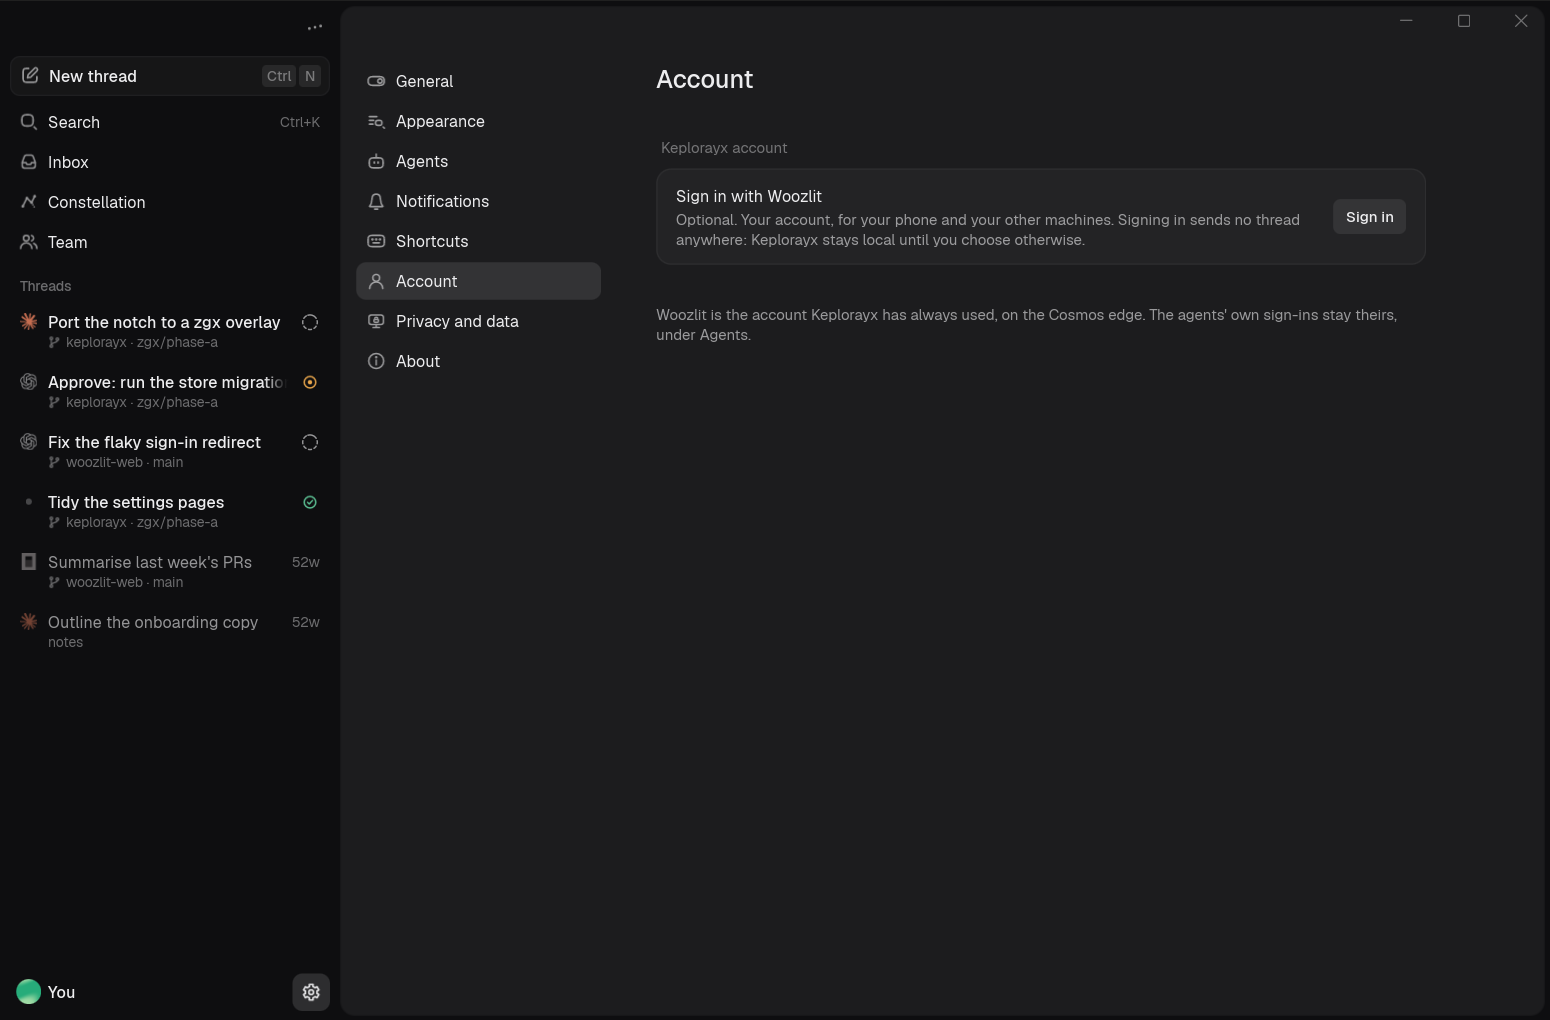 New thread Ctrl N
Search Ctrl+K
Inbox
Constellation
Team
Threads
Port the notch to a zgx overlay
keplorayx · zgx/phase-a
Approve: run the store migratio
keplorayx · zgx/phase-a
Fix the flaky sign-in redirect
woozlit-web · main
Tidy the settings pages
keplorayx · zgx/phase-a
Summarise last week's PRs 52w
woozlit-web · main
Outline the onboarding copy 52w
notes
You
General
Appearance
Agents
Notifications
Shortcuts
Account
Privacy and data
About
Account
Keplorayx account
Sign in with Woozlit
Optional. Your account, for your phone and your other machines. Signing in sends no thread
anywhere: Keplorayx stays local until you choose otherwise.
Sign in
Woozlit is the account Keplorayx has always used, on the Cosmos edge. The agents' own sign-ins stay theirs,
under Agents.